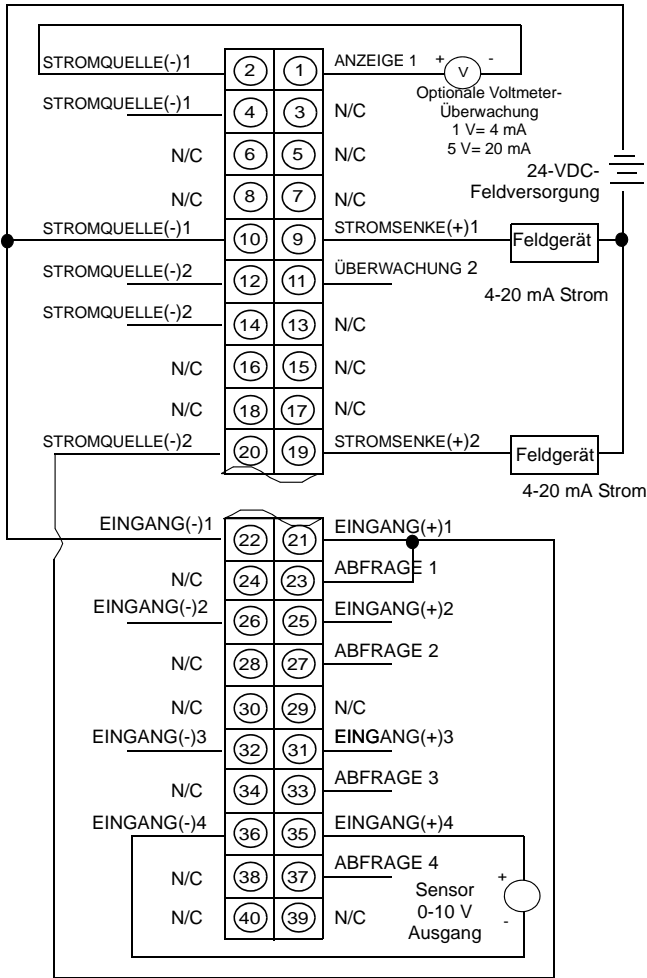 STROMQUELLE(-)1 2 1 ANZEIGE 1 + V -
Optionale Voltmeter-
Überwachung
1 V= 4 mA
5 V= 20 mA
STROMQUELLE(-)1 4 3 N/C
N/C 6 5 N/C
24-VDC-
Feldversorgung
N/C 8 7 N/C
STROMQUELLE(-)1 10 9 STROMSENKE(+)1 Feldgerät
4-20 mA Strom
STROMQUELLE(-)2 12 11 ÜBERWACHUNG 2
STROMQUELLE(-)2 14 13 N/C
N/C 16 15 N/C
N/C 18 17 N/C
STROMQUELLE(-)2 20 19 STROMSENKE(+)2 Feldgerät
4-20 mA Strom
EINGANG(-)1 22 21 EINGANG(+)1
N/C 24 23 ABFRAGE 1
EINGANG(-)2 26 25 EINGANG(+)2
N/C 28 27 ABFRAGE 2
N/C 30 29 N/C
EINGANG(-)3 32 31 EINGANG(+)3
N/C 34 33 ABFRAGE 3
EINGANG(-)4 36 35 EINGANG(+)4
N/C 38 37 ABFRAGE 4
N/C 40 39 N/C
+
Sensor
0-10 V
Ausgang
-